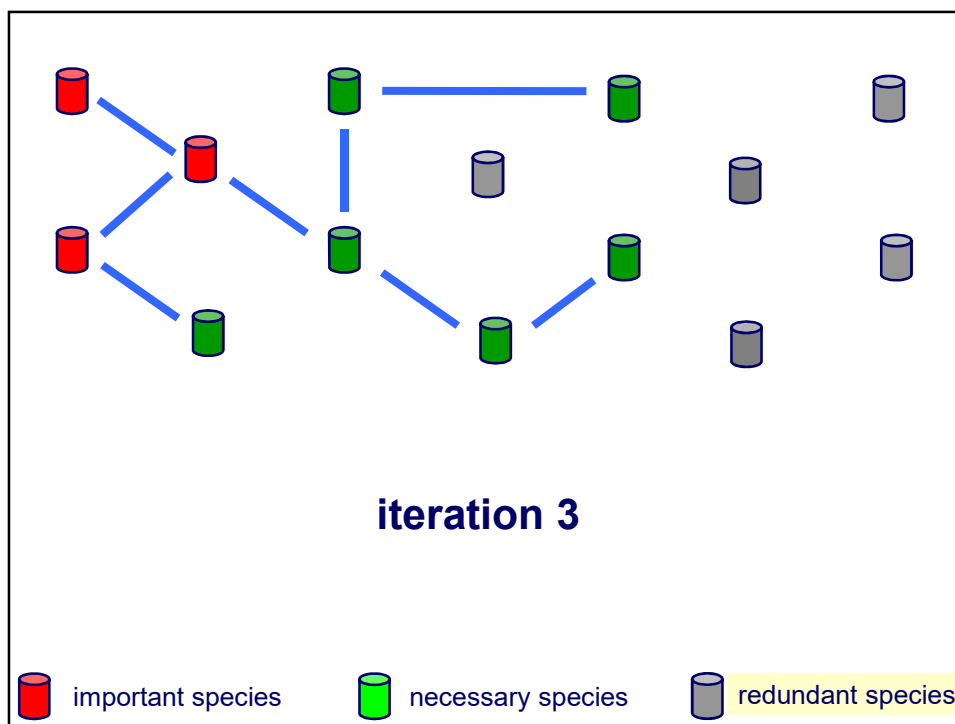 iteration 3
important species
necessary species
redundant species